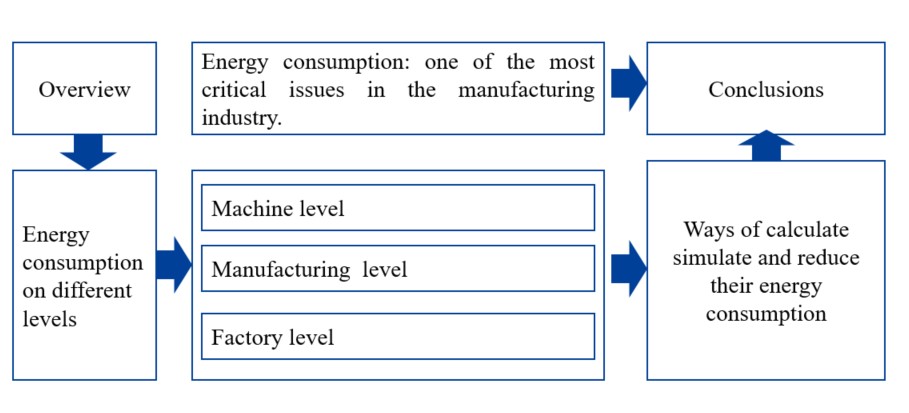 Overview
Energy consumption: one of the most
critical issues in the manufacturing
industry.
Conclusions
Energy
consumption
on different
levels
Machine level
Manufacturing level
Factory level
Ways of calculate
simulate and reduce
their energy
consumption